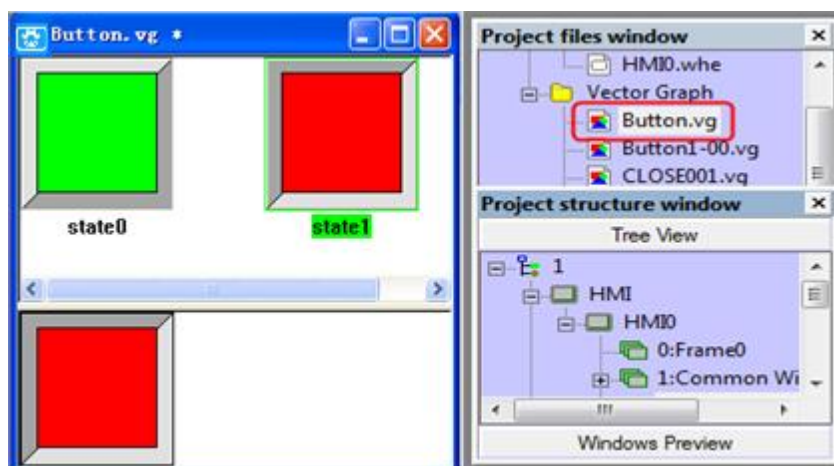 Button.vg *
state0
state1
Project files window
HMI0.whe
Vector Graph
Button.vg
Button1-00.vg
CLOSE001.vg
Project structure window
Tree View
1
HMI
HMI0
0:Frame0
1:Common Wi
Windows Preview